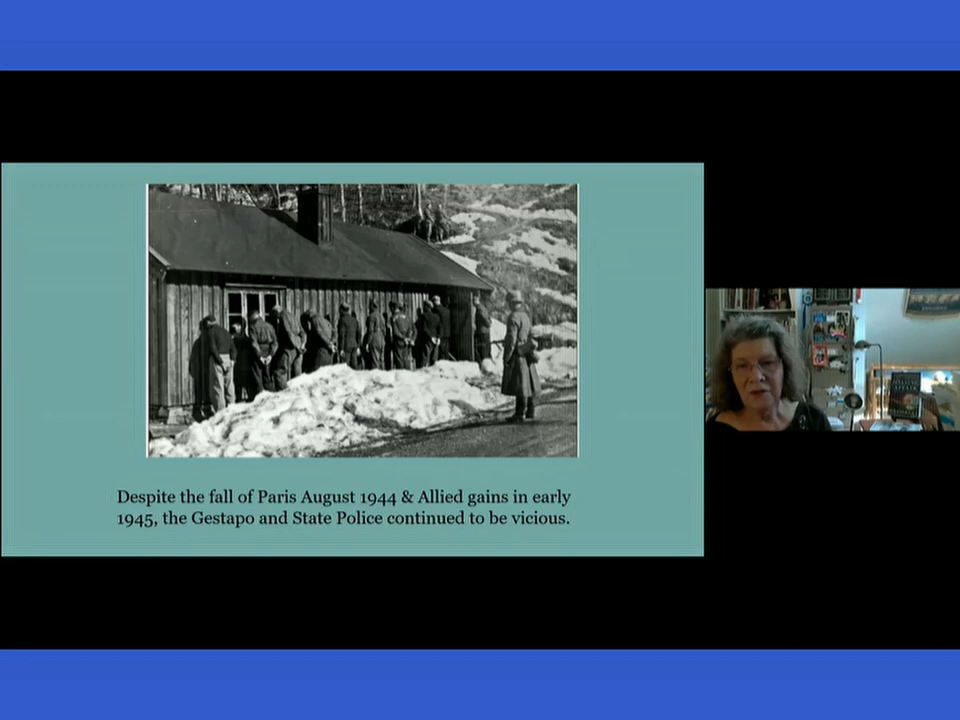 Despite the fall of Paris August 1944 & Allied gains in early
1945, the Gestapo and State Police continued to be vicious.